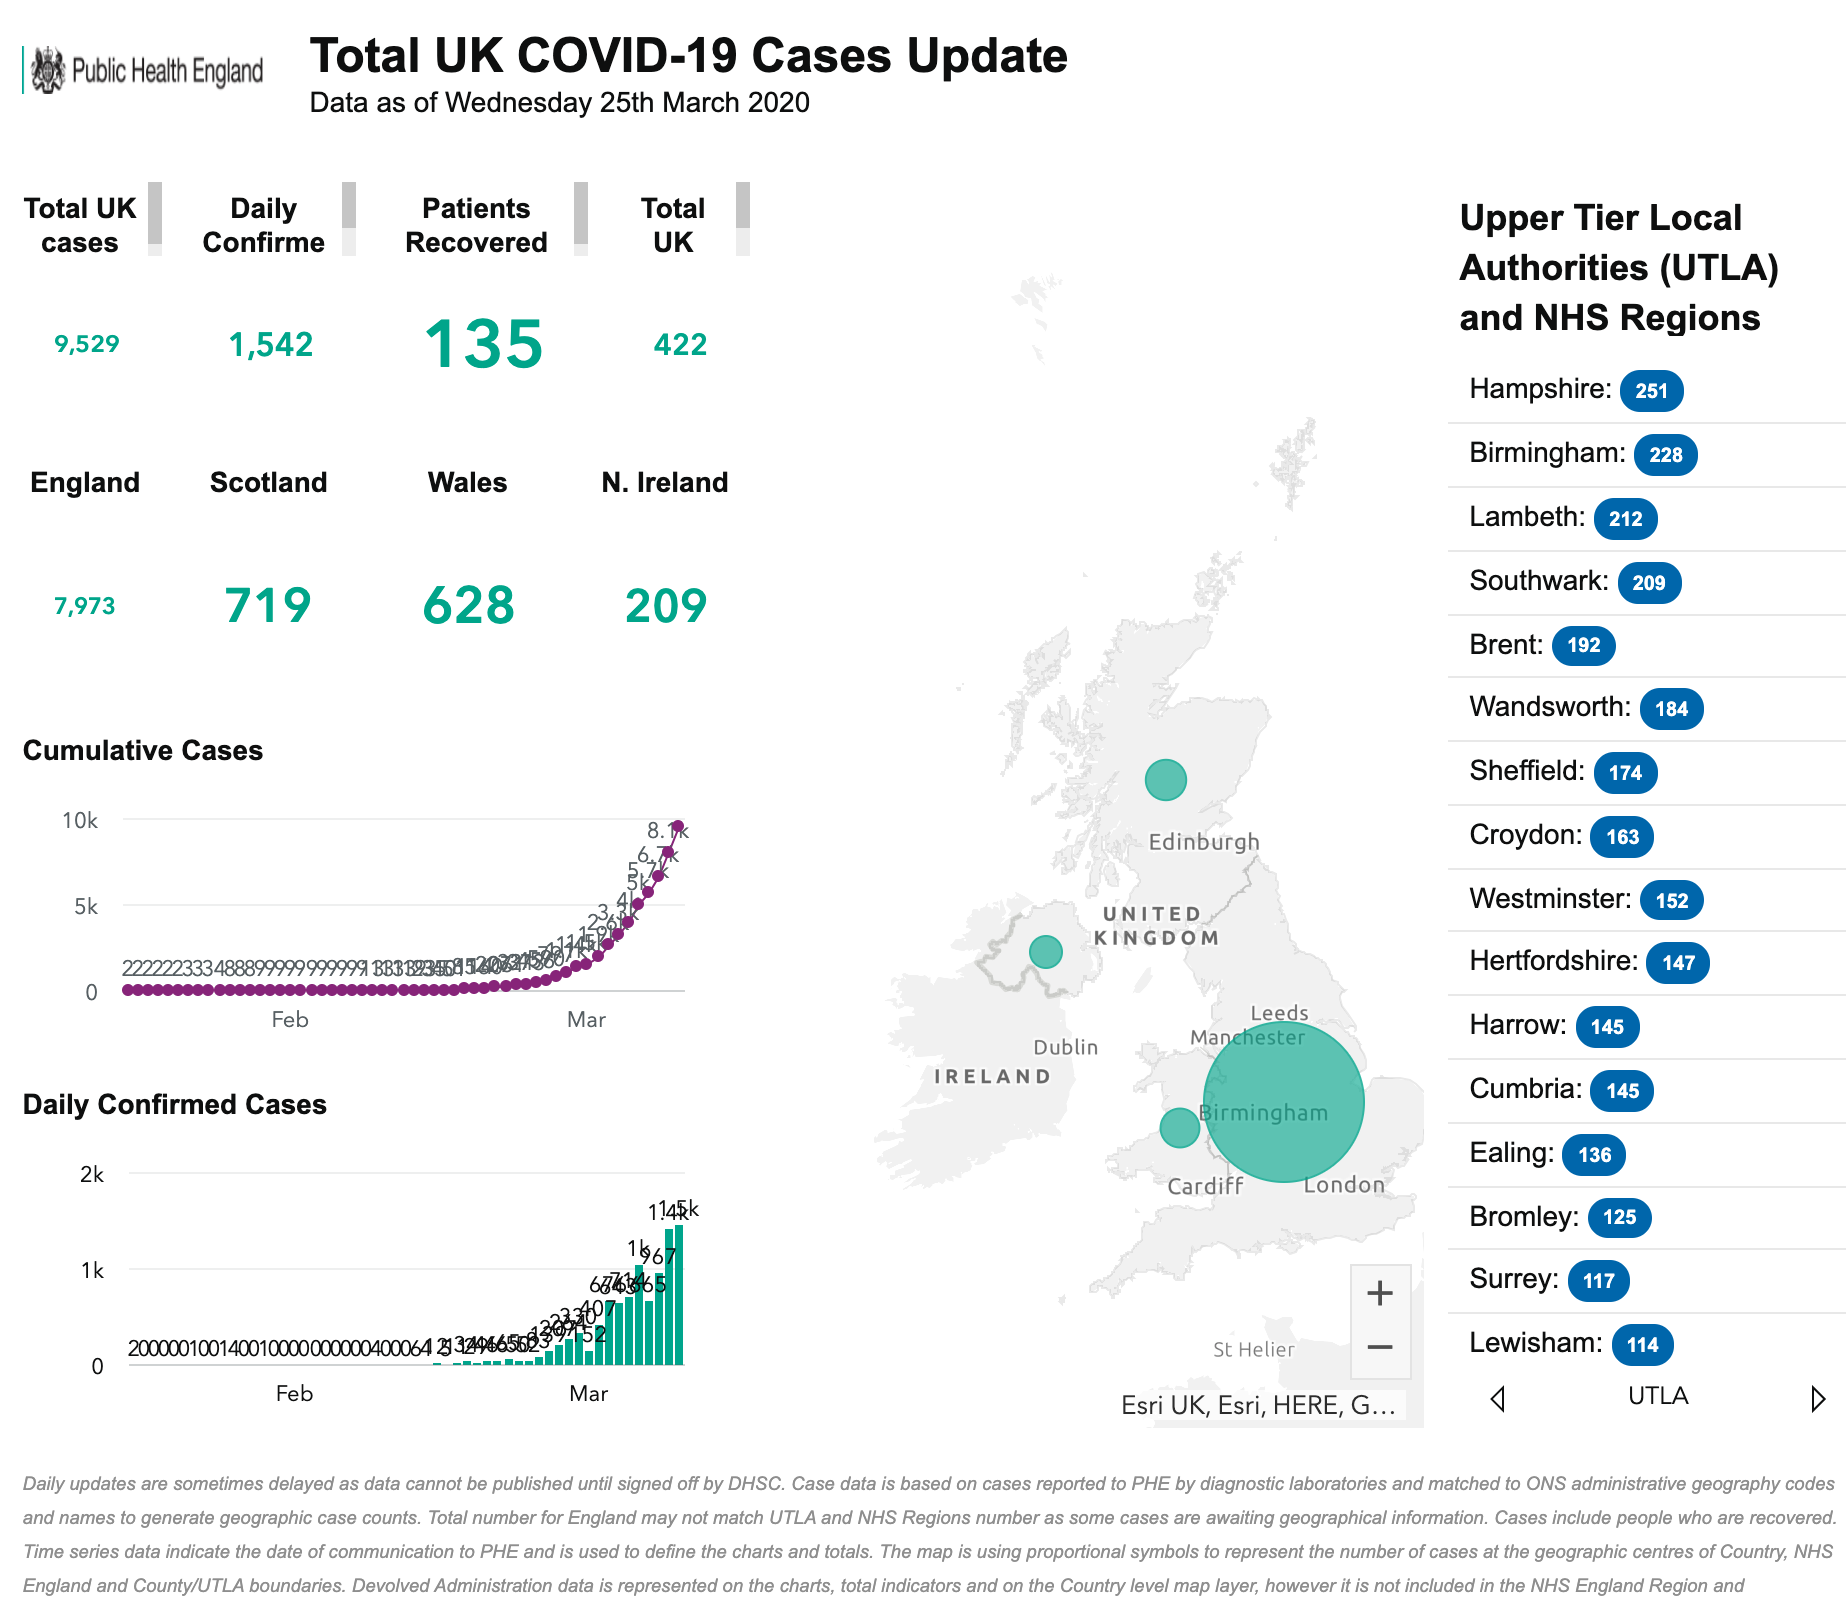 Public Health England
Total UK COVID-19 Cases Update
Data as of Wednesday 25th March 2020
Total UK cases
9,529
Daily Confirme
1,542
Patients Recovered
135
Total UK
422
England
7,973
Scotland
719
Wales
628
N. Ireland
209
Cumulative Cases
10k
5k
0
8.1k
6.7k
5.7k
5k
4k
3.3k
2.6k
Feb
Mar
Daily Confirmed Cases
2k
1k
0
1.5k
1.4k
967
1k
665
714
407
330
152
Feb
Mar
Edinburgh
UNITED
KINGDOM
Leeds
Manchester
Dublin
IRELAND
Birmingham
Cardiff
London
St Helier
+
−
Esri UK, Esri, HERE, G...
Upper Tier Local
Authorities (UTLA)
and NHS Regions
Hampshire: 251
Birmingham: 228
Lambeth: 212
Southwark: 209
Brent: 192
Wandsworth: 184
Sheffield: 174
Croydon: 163
Westminster: 152
Hertfordshire: 147
Harrow: 145
Cumbria: 145
Ealing: 136
Bromley: 125
Surrey: 117
Lewisham: 114
UTLA
Daily updates are sometimes delayed as data cannot be published until signed off by DHSC. Case data is based on cases reported to PHE by diagnostic laboratories and matched to ONS administrative geography codes
and names to generate geographic case counts. Total number for England may not match UTLA and NHS Regions number as some cases are awaiting geographical information. Cases include people who are recovered.
Time series data indicate the date of communication to PHE and is used to define the charts and totals. The map is using proportional symbols to represent the number of cases at the geographic centres of Country, NHS
England and County/UTLA boundaries. Devolved Administration data is represented on the charts, total indicators and on the Country level map layer, however it is not included in the NHS England Region and